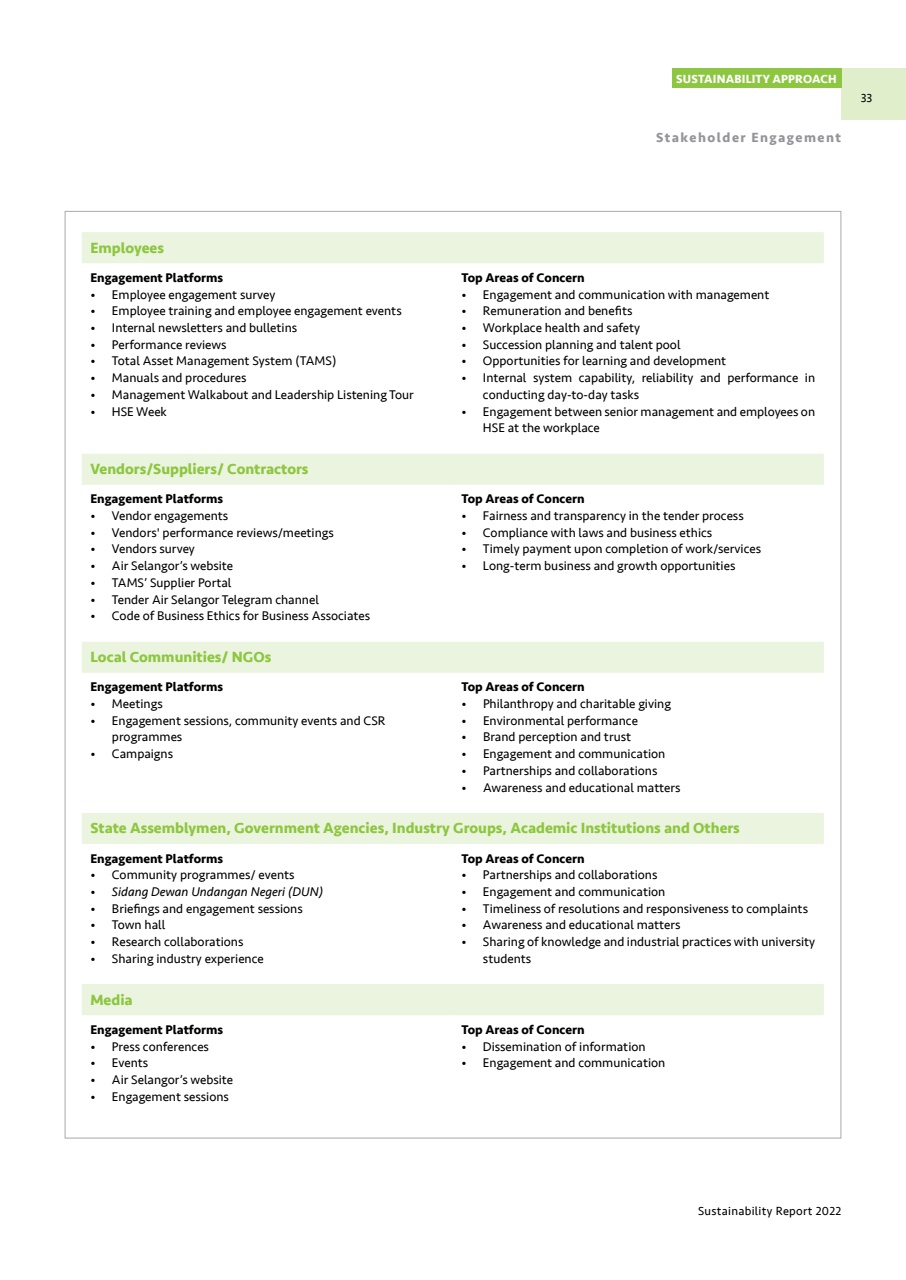 SUSTAINABILITY APPROACH
33
Stakeholder Engagement
Employees
Engagement Platforms
• Employee engagement survey
• Employee training and employee engagement events
• Internal newsletters and bulletins
• Performance reviews
• Total Asset Management System (TAMS)
• Manuals and procedures
• Management Walkabout and Leadership Listening Tour
• HSE Week
Top Areas of Concern
• Engagement and communication with management
• Remuneration and benefits
• Workplace health and safety
• Succession planning and talent pool
• Opportunities for learning and development
• Internal system capability, reliability and performance in
conducting day-to-day tasks
• Engagement between senior management and employees on
HSE at the workplace
Vendors/Suppliers/ Contractors
Engagement Platforms
• Vendor engagements
• Vendors' performance reviews/meetings
• Vendors survey
• Air Selangor’s website
• TAMS’ Supplier Portal
• Tender Air Selangor Telegram channel
• Code of Business Ethics for Business Associates
Top Areas of Concern
• Fairness and transparency in the tender process
• Compliance with laws and business ethics
• Timely payment upon completion of work/services
• Long-term business and growth opportunities
Local Communities/ NGOs
Engagement Platforms
• Meetings
• Engagement sessions, community events and CSR
programmes
• Campaigns
Top Areas of Concern
• Philanthropy and charitable giving
• Environmental performance
• Brand perception and trust
• Engagement and communication
• Partnerships and collaborations
• Awareness and educational matters
State Assemblymen, Government Agencies, Industry Groups, Academic Institutions and Others
Engagement Platforms
• Community programmes/ events
• Sidang Dewan Undangan Negeri (DUN)
• Briefings and engagement sessions
• Town hall
• Research collaborations
• Sharing industry experience
Top Areas of Concern
• Partnerships and collaborations
• Engagement and communication
• Timeliness of resolutions and responsiveness to complaints
• Awareness and educational matters
• Sharing of knowledge and industrial practices with university
students
Media
Engagement Platforms
• Press conferences
• Events
• Air Selangor’s website
• Engagement sessions
Top Areas of Concern
• Dissemination of information
• Engagement and communication
Sustainability Report 2022